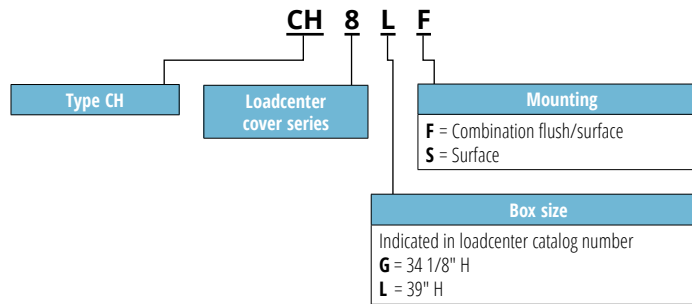 CH 8 L F
Type CH
Loadcenter
cover series
Mounting
F = Combination flush/surface
S = Surface
Box size
Indicated in loadcenter catalog number
G = 34 1/8" H
L = 39" H